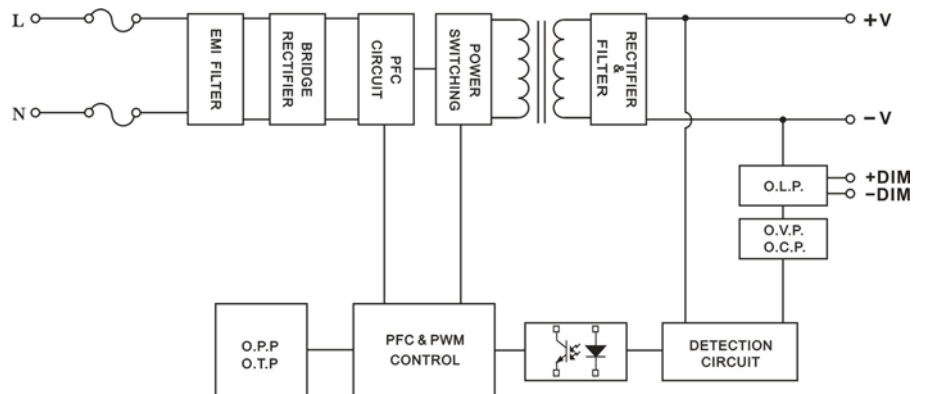 L
EMI FILTER
BRIDGE
RECTIFIER
PFC
CIRCUIT
POWER
SWITCHING
RECTIFIER
&
FILTER
+V
N
−V
O.L.P.
+DIM
−DIM
O.V.P.
O.C.P.
O.P.P
O.T.P
PFC & PWM
CONTROL
DETECTION
CIRCUIT